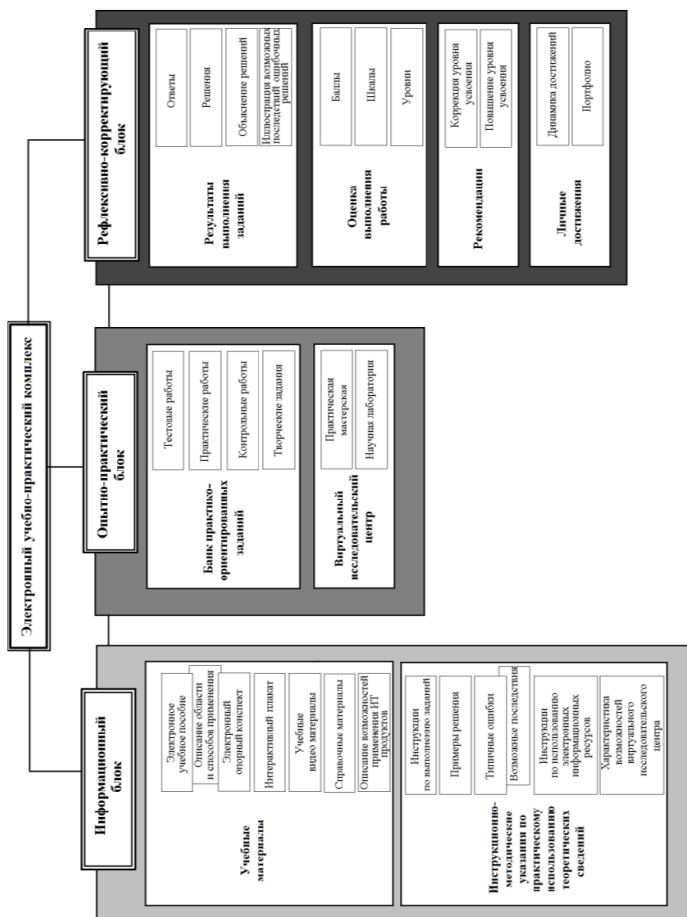 Электронный учебно-практический комплекс
Информационный
блок
Учебные
материалы
Электронное
учебное пособие
Описание области
и способов применения
Электронный
опорный конспект
Интерактивный плакат
Учебные
видео материалы
Справочные материалы
Описание возможностей
применения ИТ
продуктов
Инструкционно-
методические
указания по
практическому
использованию
теоретических
сведений
Инструкции
по выполнению заданий
Примеры решения
Типичные ошибки
Возможные последствия
Инструкции
по использованию
электронных
информационных
ресурсов
Характеристика
возможностей
виртуального
исследовательского
центра
Опытно-практический
блок
Банк практико-
ориентированных
заданий
Тестовые работы
Практические работы
Контрольные работы
Творческие задания
Виртуальный
исследовательский
центр
Практическая
мастерская
Научная лаборатория
Рефлексивно-корректирующий
блок
Результаты
выполнения
заданий
Ответы
Решения
Объяснение решений
Иллюстрация возможных
последствий ошибочных
решений
Оценка
выполнения
работы
Баллы
Шкалы
Уровни
Рекомендации
Коррекция уровня
усвоения
Повышение уровня
усвоения
Личные
достижения
Динамика достижений
Портфолио